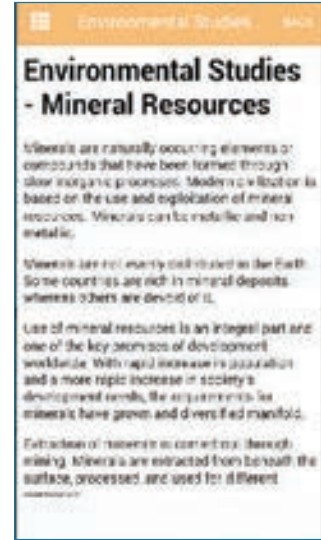 Environmental Studies BACK
Environmental Studies
- Mineral Resources
Minerals are naturally occurring elements or
compounds that have been formed through
slow inorganic processes. Modern civilization is
based on the use and exploitation of mineral
resources. Minerals can be metallic and non-
metallic.
Minerals are not evenly distributed in the Earth.
Some countries are rich in mineral deposits,
whereas others are devoid of it.
Use of mineral resources is an integral part and
one of the key promises of development
worldwide. With rapid increase in population
and a more rapid increase in society's
development needs, the requirements for
minerals have grown and diversified manifold.
Extraction of materials is carried out through
mining. Minerals are extracted from beneath the
surface, processed, and used for different